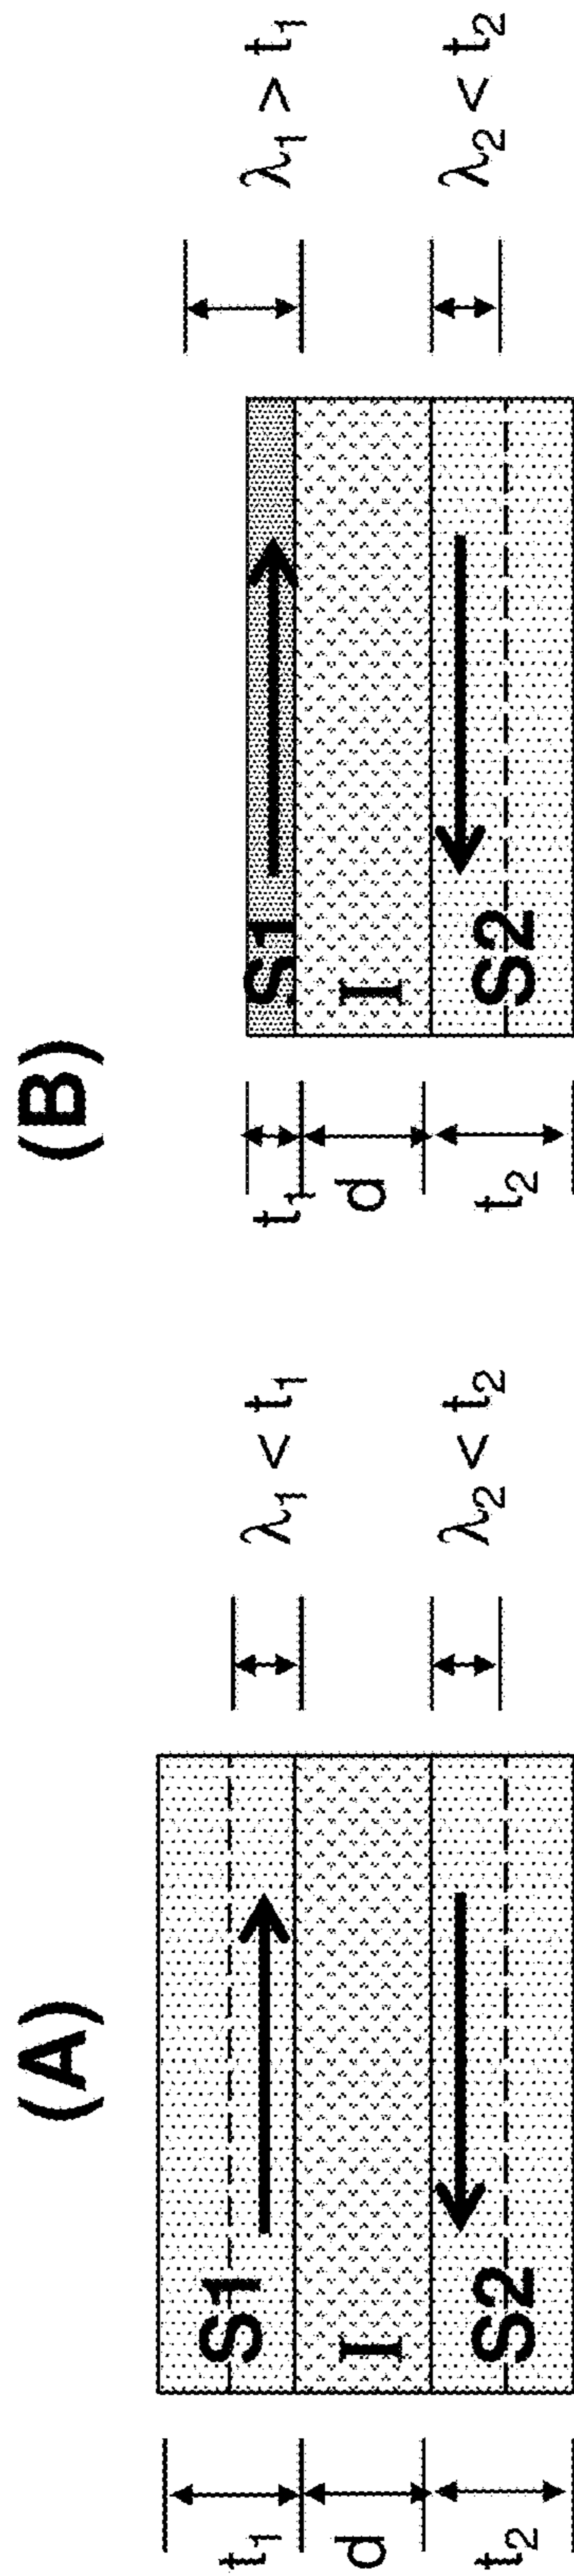 (A)
t₁
S1
λ₁ < t₁
d
I
t₂
S2
λ₂ < t₂
(B)
t₁
S1
λ₁ > t₁
d
I
t₂
S2
λ₂ < t₂